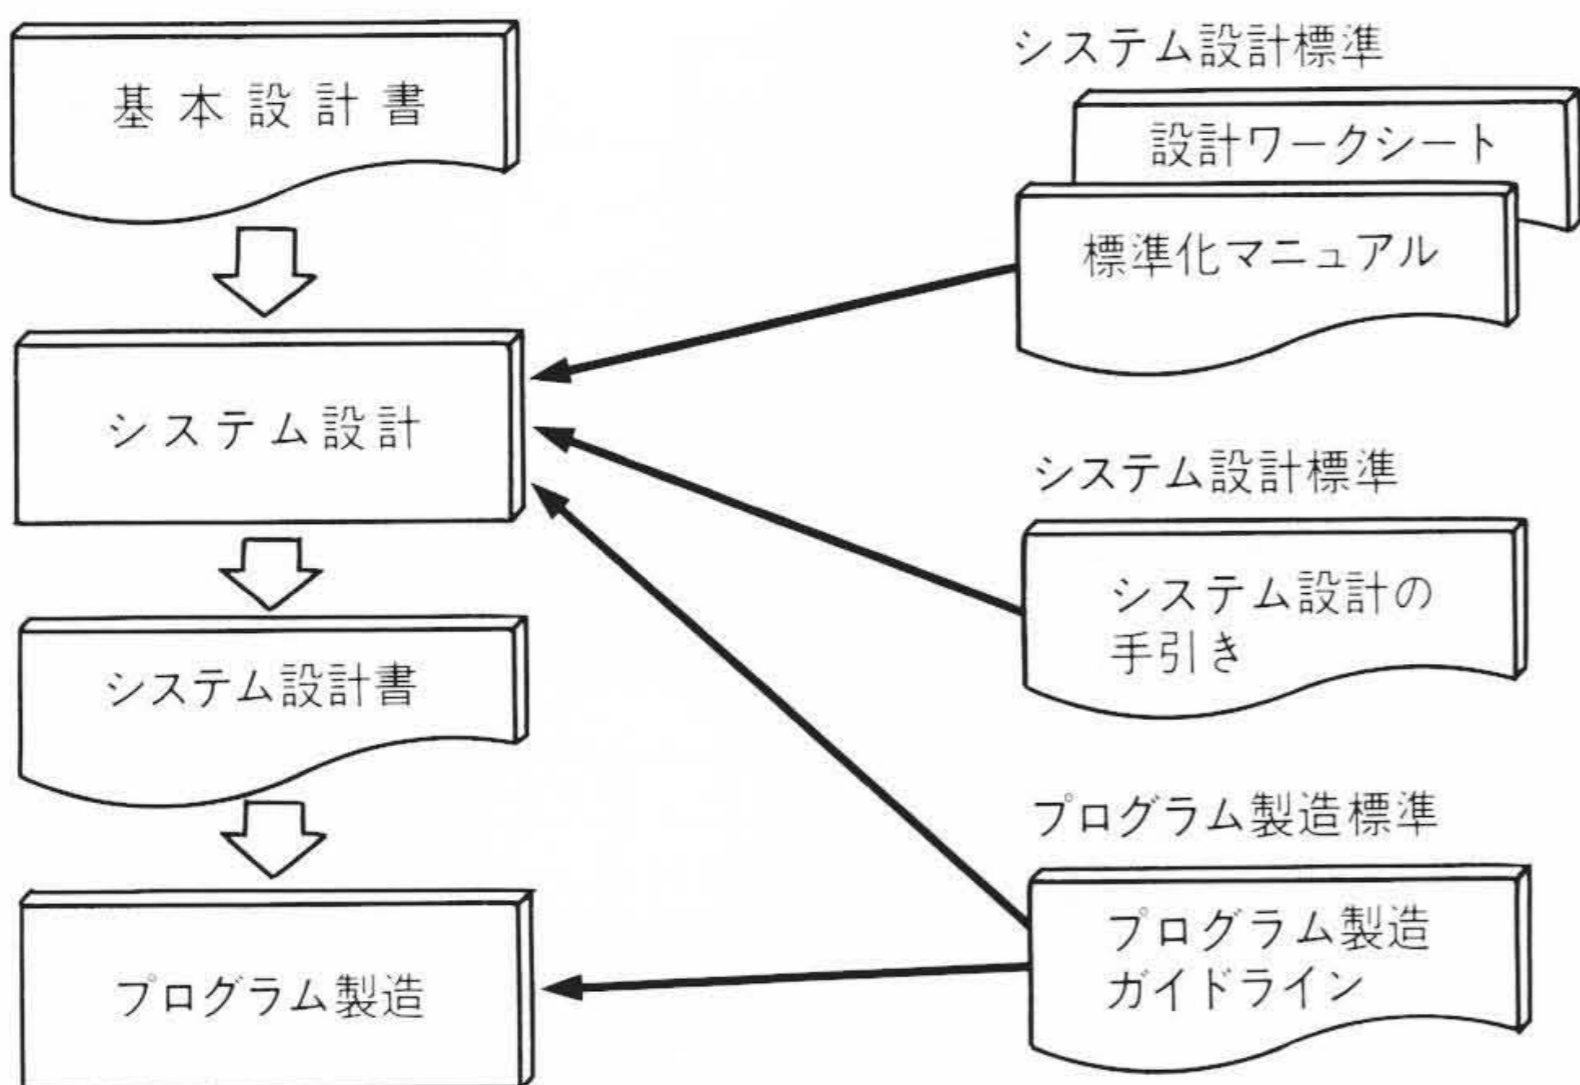 基本設計書
システム設計
システム設計書
プログラム製造
システム設計標準
設計ワークシート
標準化マニュアル
システム設計標準
システム設計の
手引き
プログラム製造標準
プログラム製造
ガイドライン